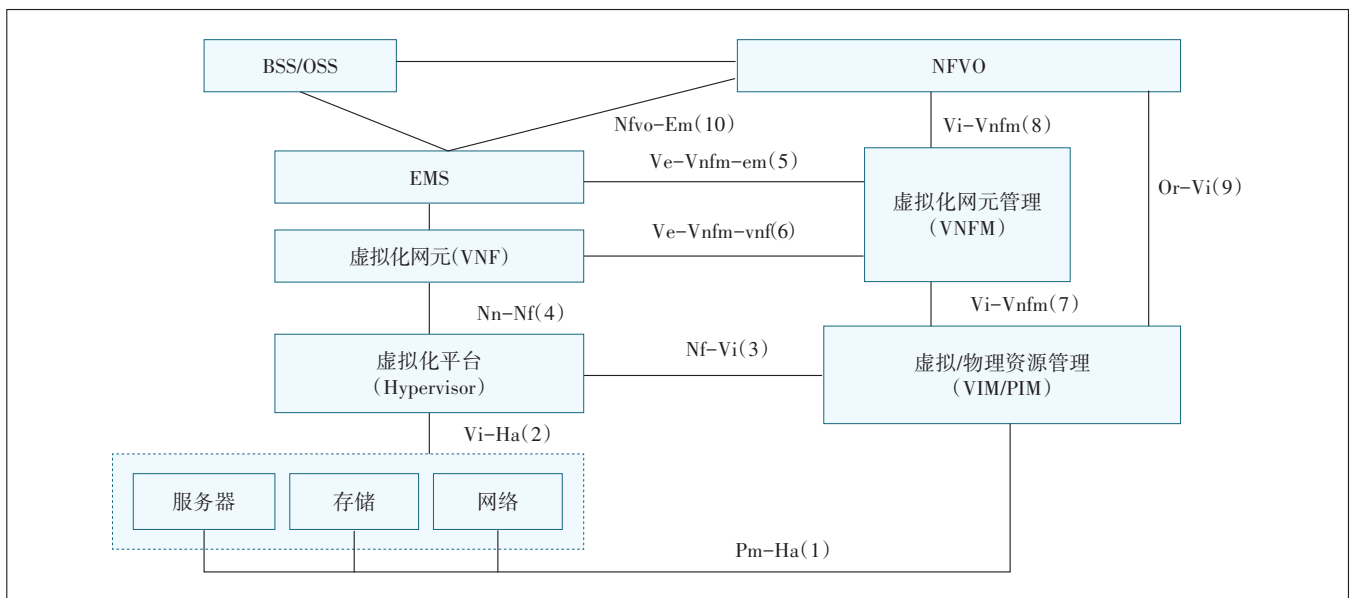 BSS/OSS
NFVO
Nfvo-Em(10)
Vi-Vnfm(8)
Ve-Vnfm-em(5)
EMS
Or-Vi(9)
虚拟化网元管理
(VNFM)
Ve-Vnfm-vnf(6)
虚拟化网元(VNF)
Vi-Vnfm(7)
Nn-Nf(4)
虚拟化平台
(Hypervisor)
Nf-Vi(3)
虚拟/物理资源管理
(VIM/PIM)
Vi-Ha(2)
服务器
存储
网络
Pm-Ha(1)